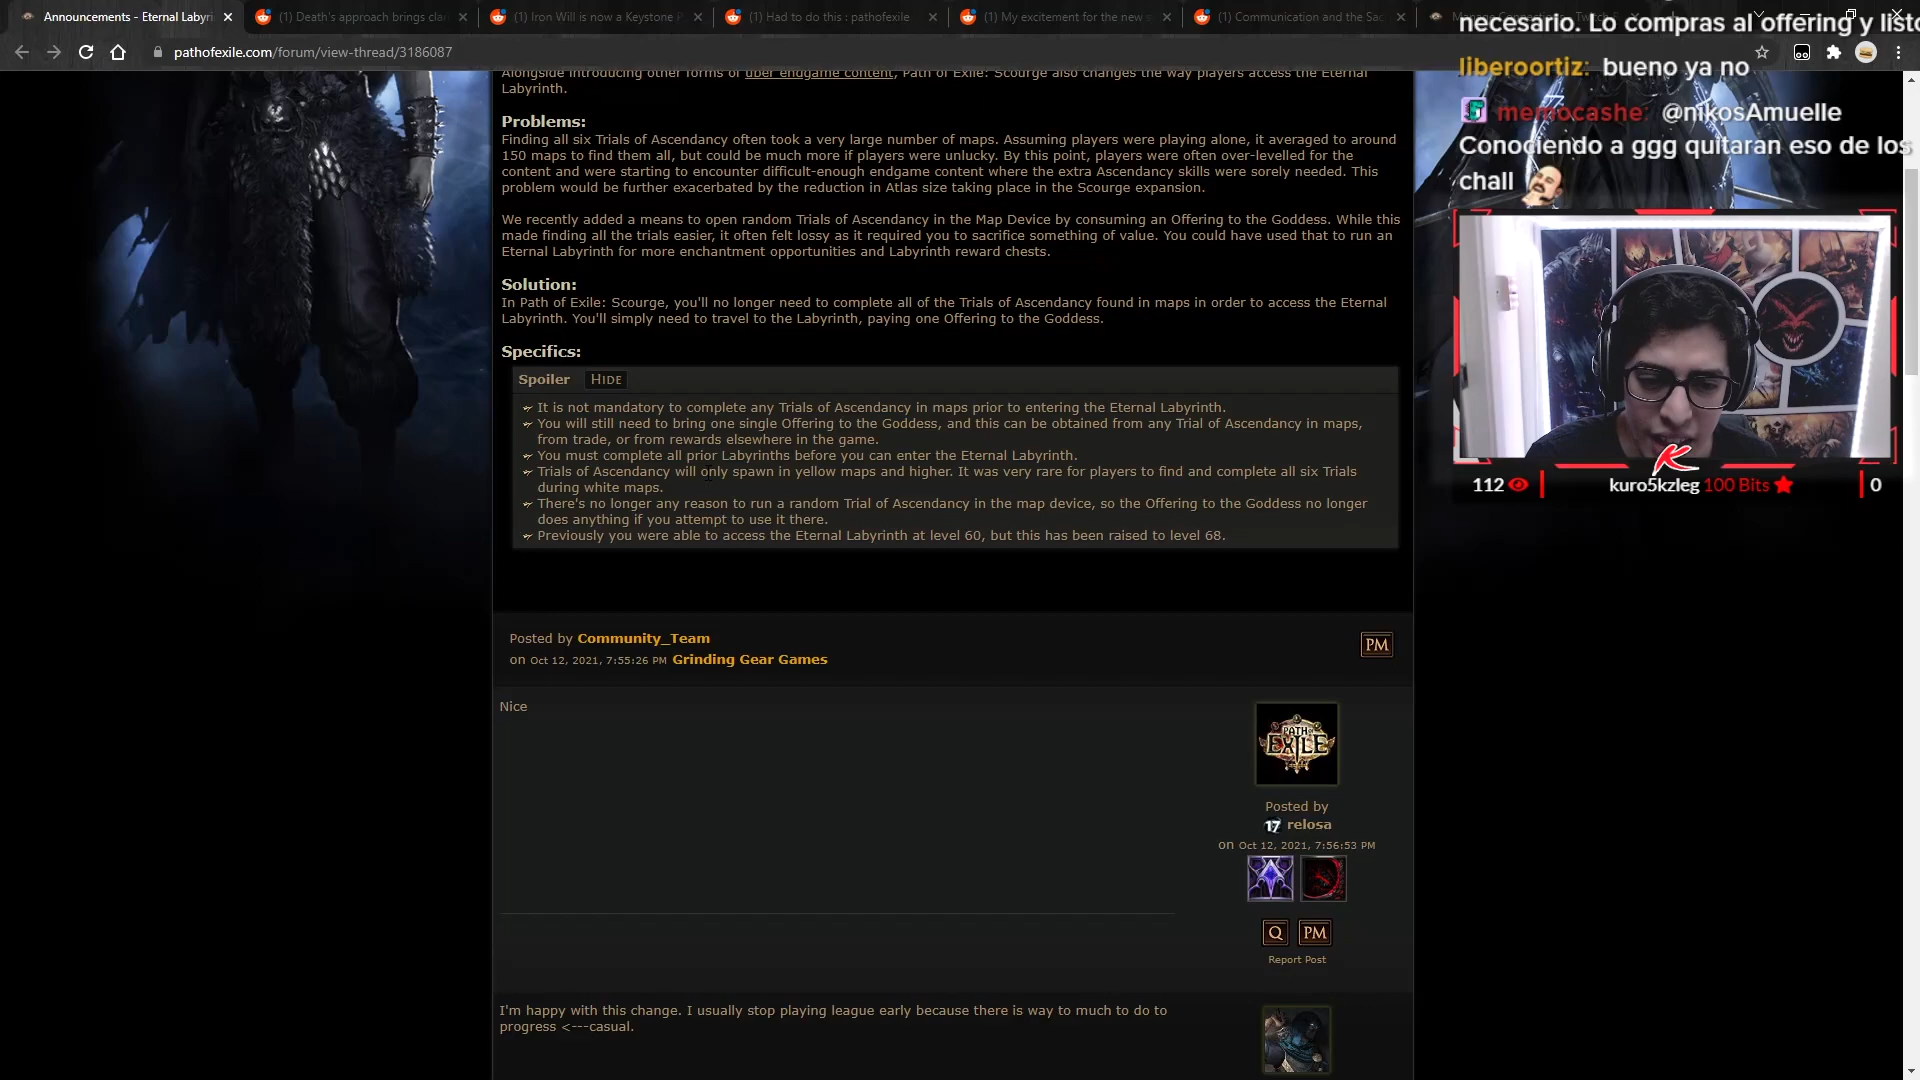 Announcements - Eternal Labyri
(1) Death's approach brings cla
(1) Iron Will is now a Keystone P
(1) Had to do this : pathofexile
(1) My excitement for the new s
(1) Communication and the Sac
pathofexile.com/forum/view-thread/3186087
Alongside introducing other forms of uber endgame content, Path of Exile: Scourge also changes the way players access the Eternal
Labyrinth.
Problems:
Finding all six Trials of Ascendancy often took a very large number of maps. Assuming players were playing alone, it averaged to around
150 maps to find them all, but could be much more if players were unlucky. By this point, players were often over-levelled for the
content and were starting to encounter difficult-enough endgame content where the extra Ascendancy skills were sorely needed. This
problem would be further exacerbated by the reduction in Atlas size taking place in the Scourge expansion.
We recently added a means to open random Trials of Ascendancy in the Map Device by consuming an Offering to the Goddess. While this
made finding all the trials easier, it often felt lossy as it required you to sacrifice something of value. You could have used that to run an
Eternal Labyrinth for more enchantment opportunities and Labyrinth reward chests.
Solution:
In Path of Exile: Scourge, you'll no longer need to complete all of the Trials of Ascendancy found in maps in order to access the Eternal
Labyrinth. You'll simply need to travel to the Labyrinth, paying one Offering to the Goddess.
Specifics:
Spoiler HIDE
It is not mandatory to complete any Trials of Ascendancy in maps prior to entering the Eternal Labyrinth.
You will still need to bring one single Offering to the Goddess, and this can be obtained from any Trial of Ascendancy in maps,
from trade, or from rewards elsewhere in the game.
You must complete all prior Labyrinths before you can enter the Eternal Labyrinth.
Trials of Ascendancy will only spawn in yellow maps and higher. It was very rare for players to find and complete all six Trials
during white maps.
There's no longer any reason to run a random Trial of Ascendancy in the map device, so the Offering to the Goddess no longer
does anything if you attempt to use it there.
Previously you were able to access the Eternal Labyrinth at level 60, but this has been raised to level 68.
Posted by Community_Team
on Oct 12, 2021, 7:55:26 PM Grinding Gear Games
PM
Nice
PATH OF
EXILE
Posted by
17 relosa
on Oct 12, 2021, 7:56:53 PM
Q PM
Report Post
I'm happy with this change. I usually stop playing league early because there is way to much to do to
progress <---casual.
necesario. Lo compras al offering y listo
liberoortiz: bueno ya no
memocashe: @nikosAmuelle
Conociendo a ggg quitaran eso de los
chall
112
kuro5kzleg 100 Bits
0